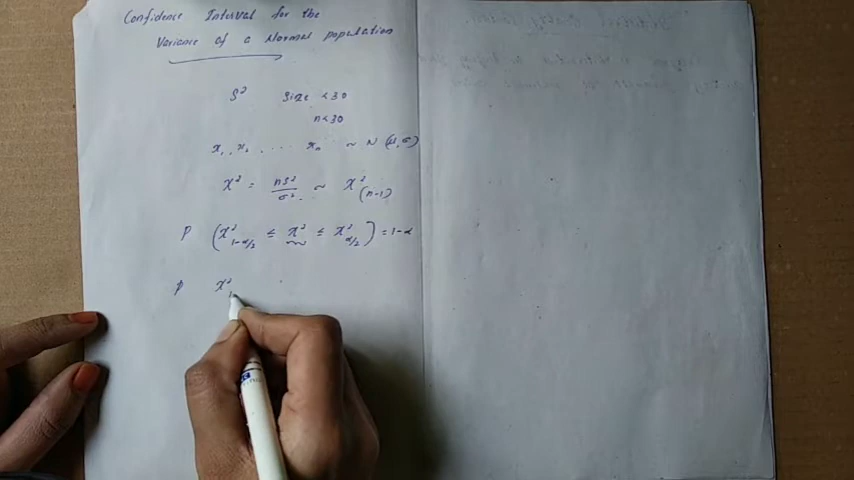 Confidence Interval for the
Variance of a Normal population
S² Size < 30
n < 30
x₁, x₂ .... xₙ ~ N (μ, σ)
χ² = nS²/σ² ~ χ²(n-1)
P (χ²₁₋α/₂ ≤ χ² ≤ χ²α/₂) = 1-α
P χ²